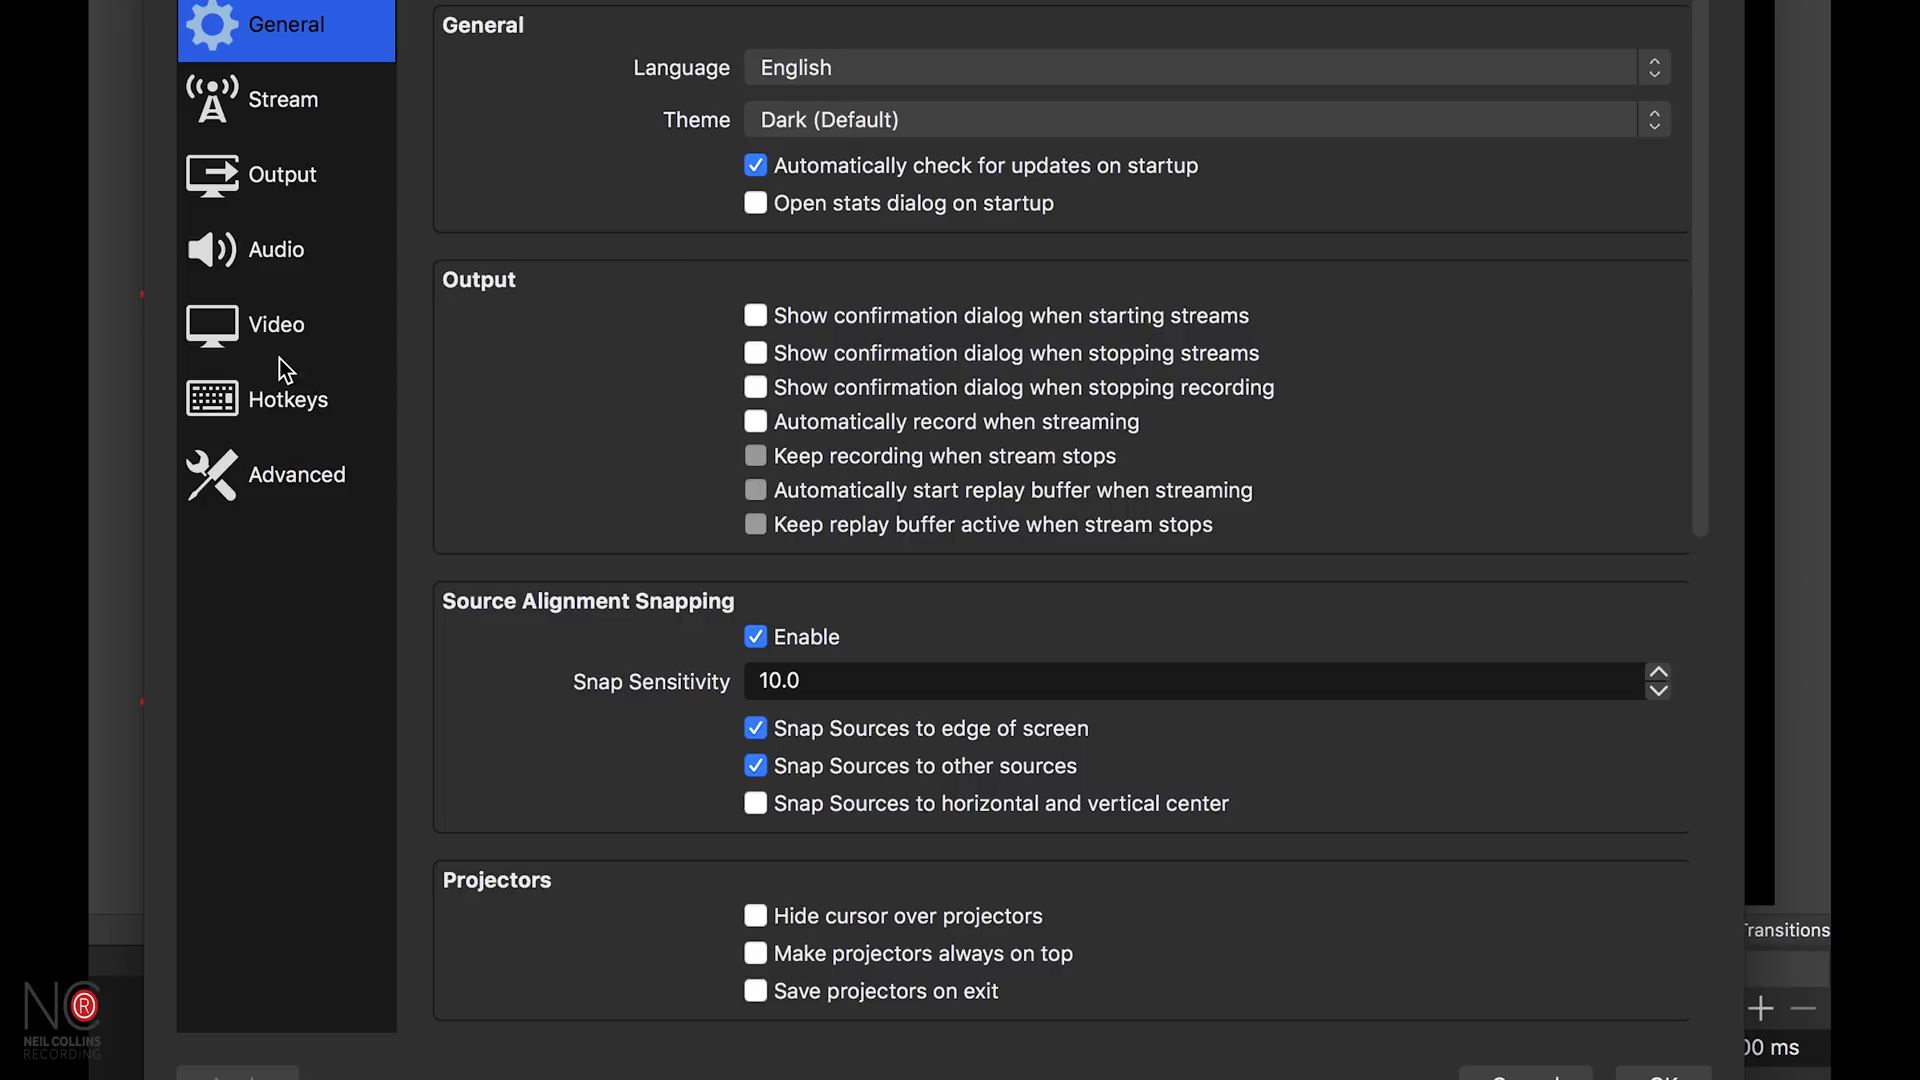 General
Stream
Output
Audio
Video
Hotkeys
Advanced
General
Language English
Theme Dark (Default)
Automatically check for updates on startup
Open stats dialog on startup
Output
Show confirmation dialog when starting streams
Show confirmation dialog when stopping streams
Show confirmation dialog when stopping recording
Automatically record when streaming
Keep recording when stream stops
Automatically start replay buffer when streaming
Keep replay buffer active when stream stops
Source Alignment Snapping
Enable
Snap Sensitivity 10.0
Snap Sources to edge of screen
Snap Sources to other sources
Snap Sources to horizontal and vertical center
Projectors
Hide cursor over projectors
Make projectors always on top
Save projectors on exit
Transitions
00 ms
NC®
NEIL COLLINS
RECORDING